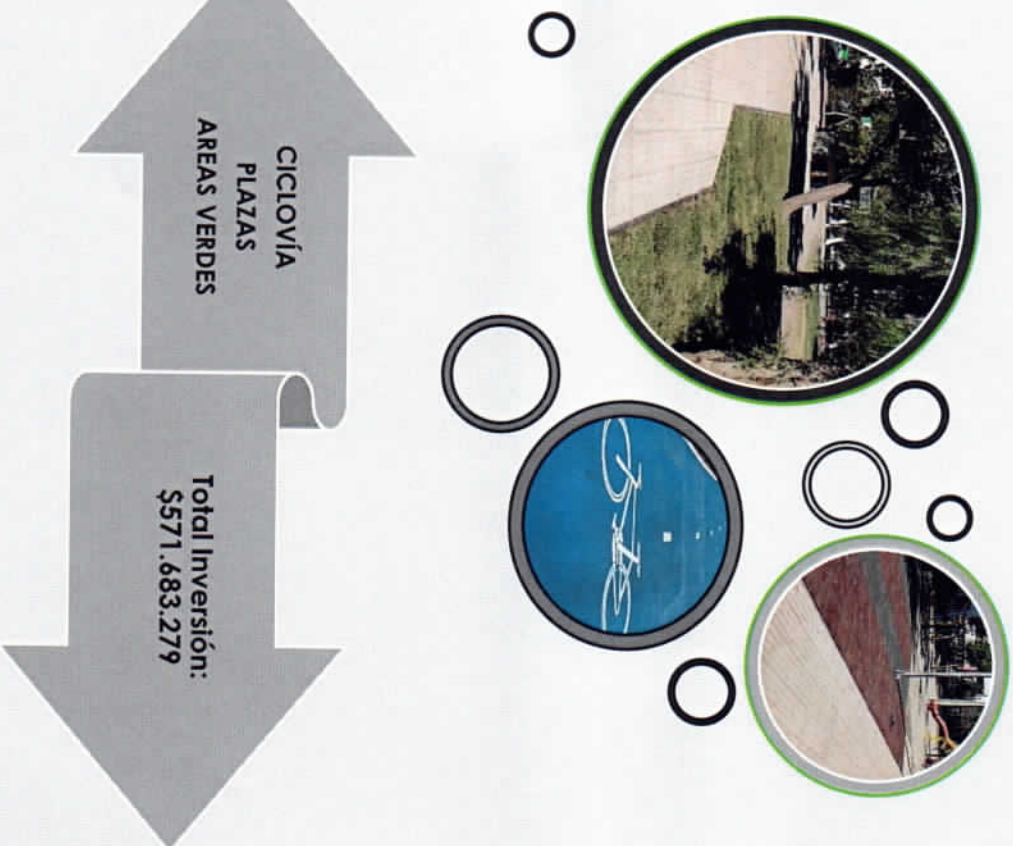 CICLOVÍA
PLAZAS
AREAS VERDES
Total Inversión:
$571.683.279